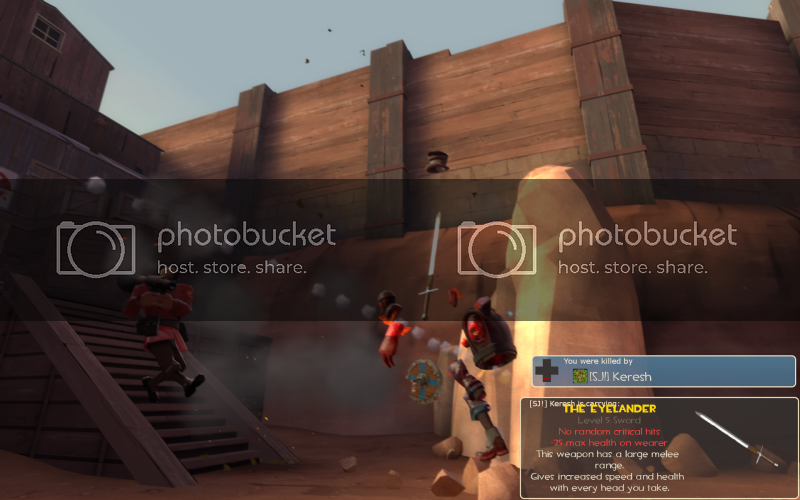 photobucket
host. store. share.
photobucket
host. store. share.
You were killed by
[SJ!] Keresh
[SJ!] Keresh is carrying:
THE EYELANDER
Level 5 Sword
No random critical hits
-25 max health on wearer
This weapon has a large melee
range.
Gives increased speed and health
with every head you take.